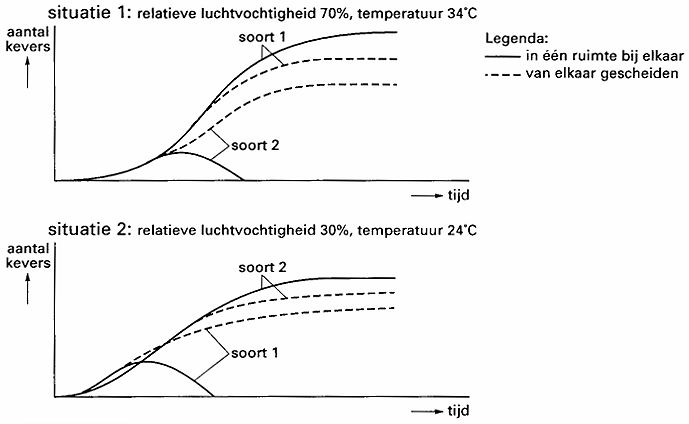 situatie 1: relatieve luchtvochtigheid 70%, temperatuur 34°C
aantal
kevers
soort 1
soort 2
tijd
Legenda:
in één ruimte bij elkaar
van elkaar gescheiden
situatie 2: relatieve luchtvochtigheid 30%, temperatuur 24°C
aantal
kevers
soort 2
soort 1
tijd